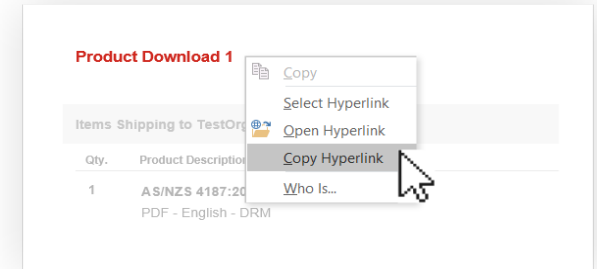 Product Download 1
Copy
Select Hyperlink
Items Shipping to TestOrg
Open Hyperlink
Qty. Product Description
Copy Hyperlink
1 AS/NZS 4187:20
Who Is...
PDF - English - DRM